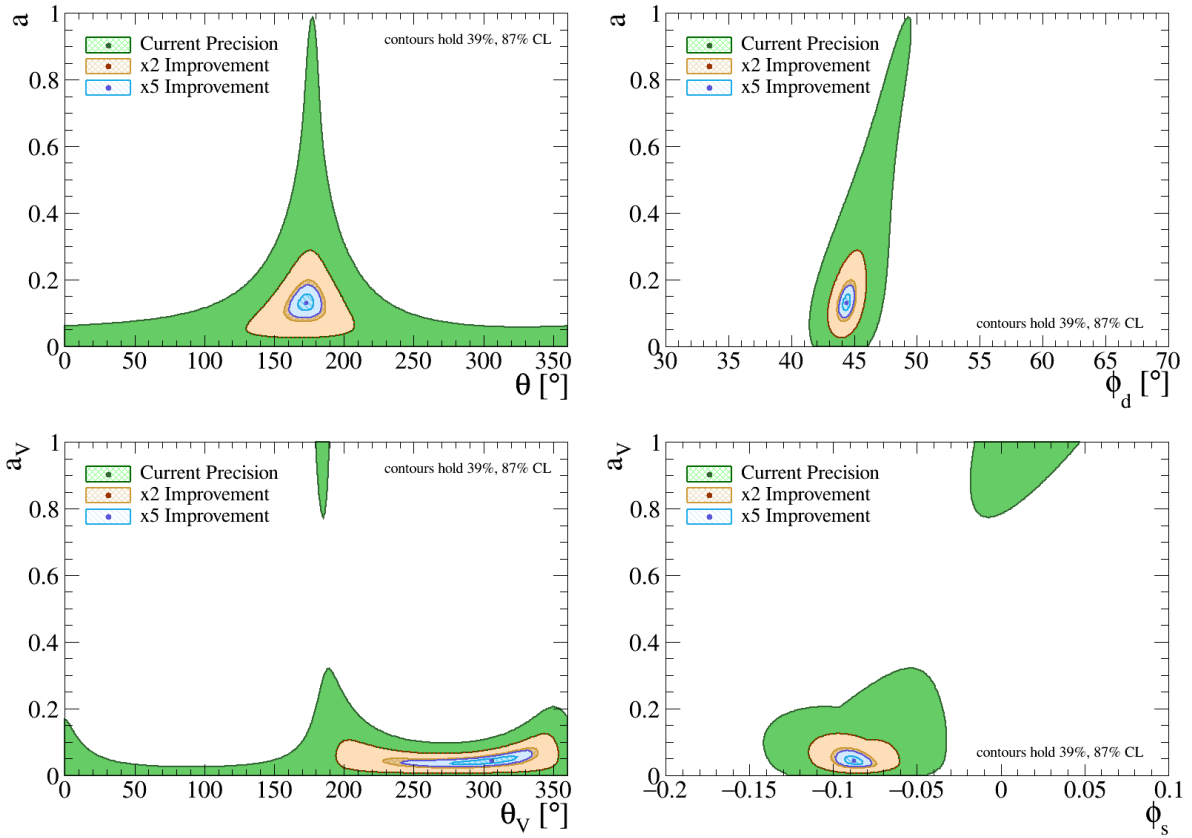 a
1
0.8
0.6
0.4
0.2
0
Current Precision
x2 Improvement
x5 Improvement
contours hold 39%, 87% CL
0 50 100 150 200 250 300 350
θ [°]
a
1
0.8
0.6
0.4
0.2
0
Current Precision
x2 Improvement
x5 Improvement
contours hold 39%, 87% CL
30 35 40 45 50 55 60 65 70
ϕd [°]
aV
1
0.8
0.6
0.4
0.2
0
Current Precision
x2 Improvement
x5 Improvement
contours hold 39%, 87% CL
0 50 100 150 200 250 300 350
θV [°]
aV
1
0.8
0.6
0.4
0.2
0
Current Precision
x2 Improvement
x5 Improvement
contours hold 39%, 87% CL
−0.2 −0.15 −0.1 −0.05 0 0.05 0.1
ϕs